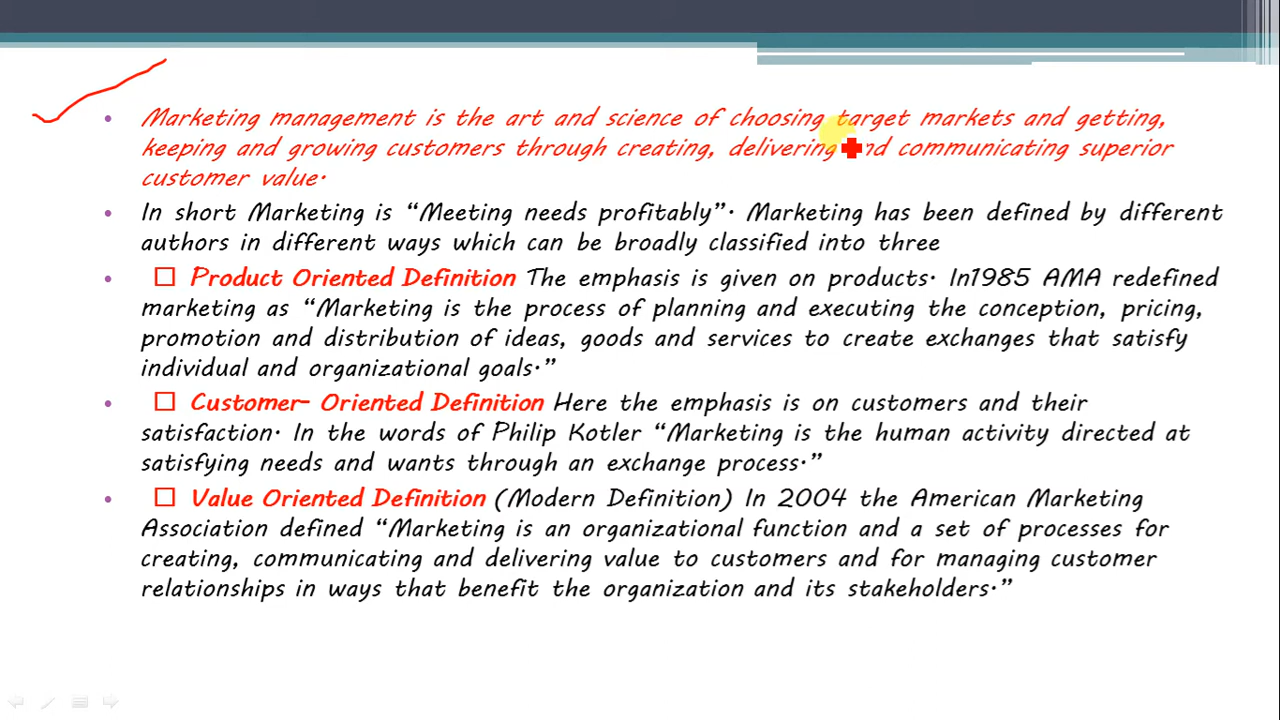 • Marketing management is the art and science of choosing target markets and getting,
keeping and growing customers through creating, delivering and communicating superior
customer value.
• In short Marketing is “Meeting needs profitably”. Marketing has been defined by different
authors in different ways which can be broadly classified into three
• □ Product Oriented Definition The emphasis is given on products. In1985 AMA redefined
marketing as “Marketing is the process of planning and executing the conception, pricing,
promotion and distribution of ideas, goods and services to create exchanges that satisfy
individual and organizational goals.”
• □ Customer- Oriented Definition Here the emphasis is on customers and their
satisfaction. In the words of Philip Kotler “Marketing is the human activity directed at
satisfying needs and wants through an exchange process.”
• □ Value Oriented Definition (Modern Definition) In 2004 the American Marketing
Association defined “Marketing is an organizational function and a set of processes for
creating, communicating and delivering value to customers and for managing customer
relationships in ways that benefit the organization and its stakeholders.”